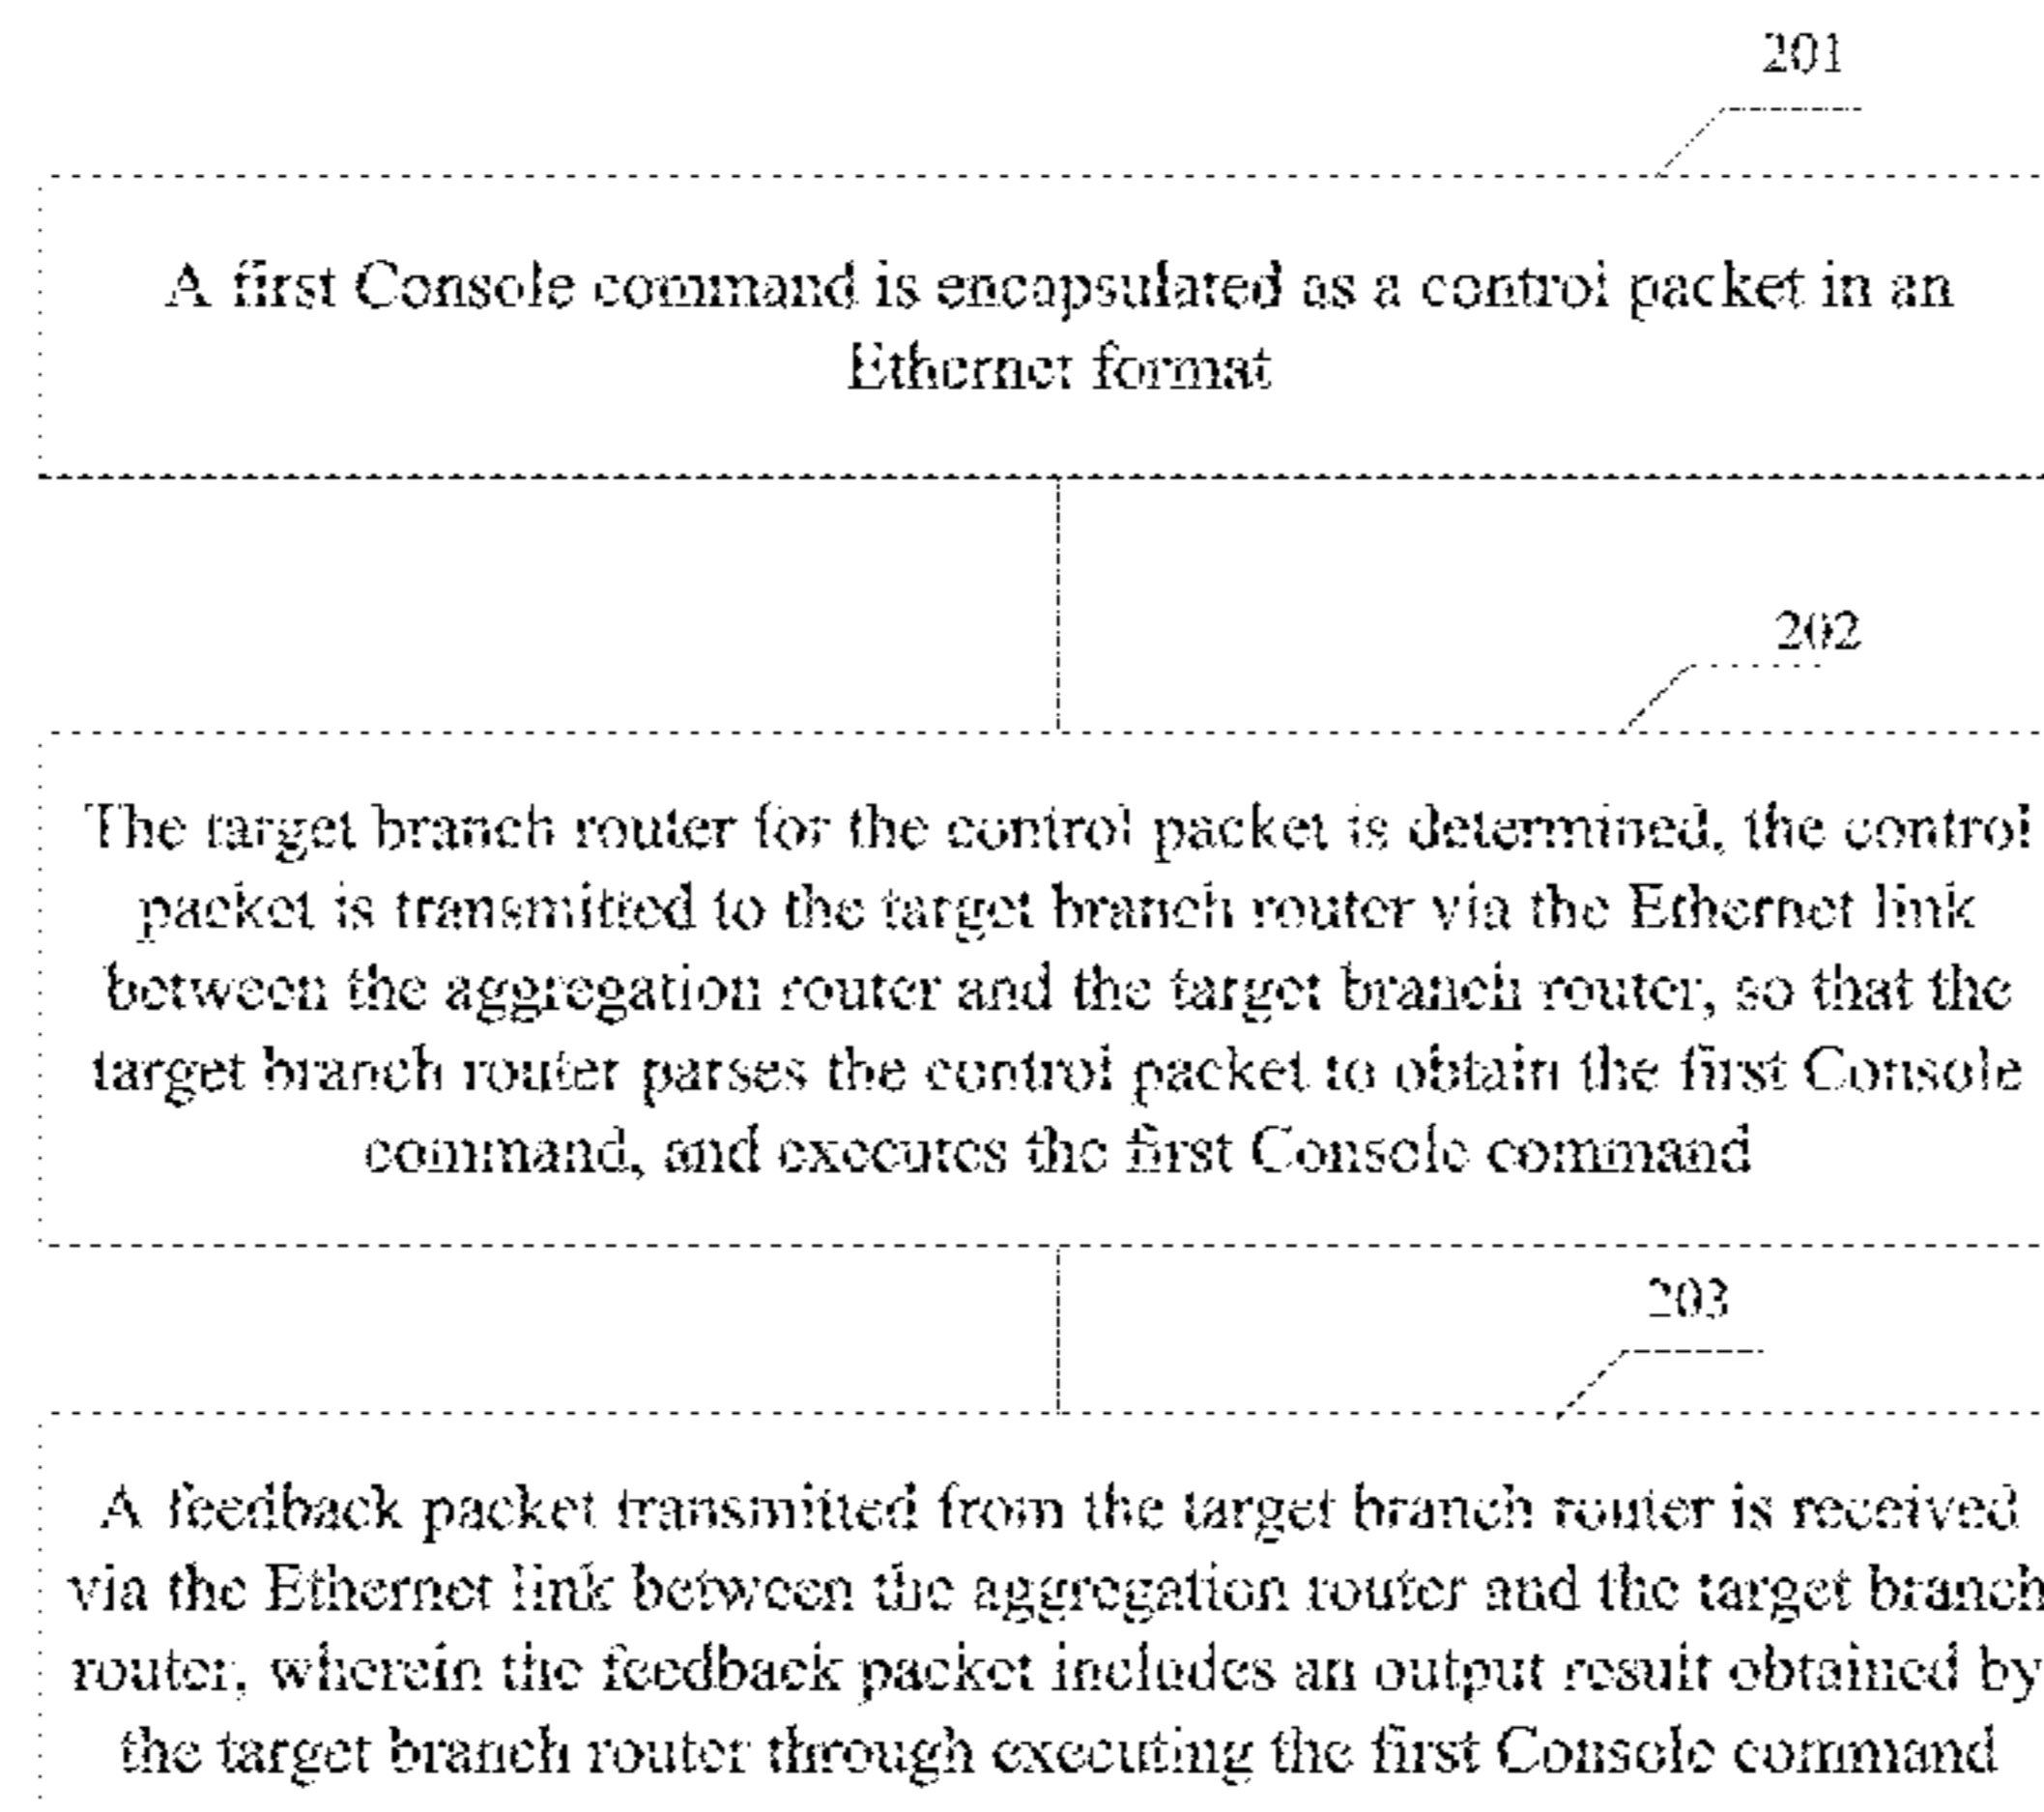 201
A first Console command is encapsulated as a control packet in an
Ethernet format
202
The target branch router for the control packet is determined, the control
packet is transmitted to the target branch router via the Ethernet link
between the aggregation router and the target branch router, so that the
target branch router parses the control packet to obtain the first Console
command, and executes the first Console command
203
A feedback packet transmitted from the target branch router is received
via the Ethernet link between the aggregation router and the target branch
router, wherein the feedback packet includes an output result obtained by
the target branch router through executing the first Console command